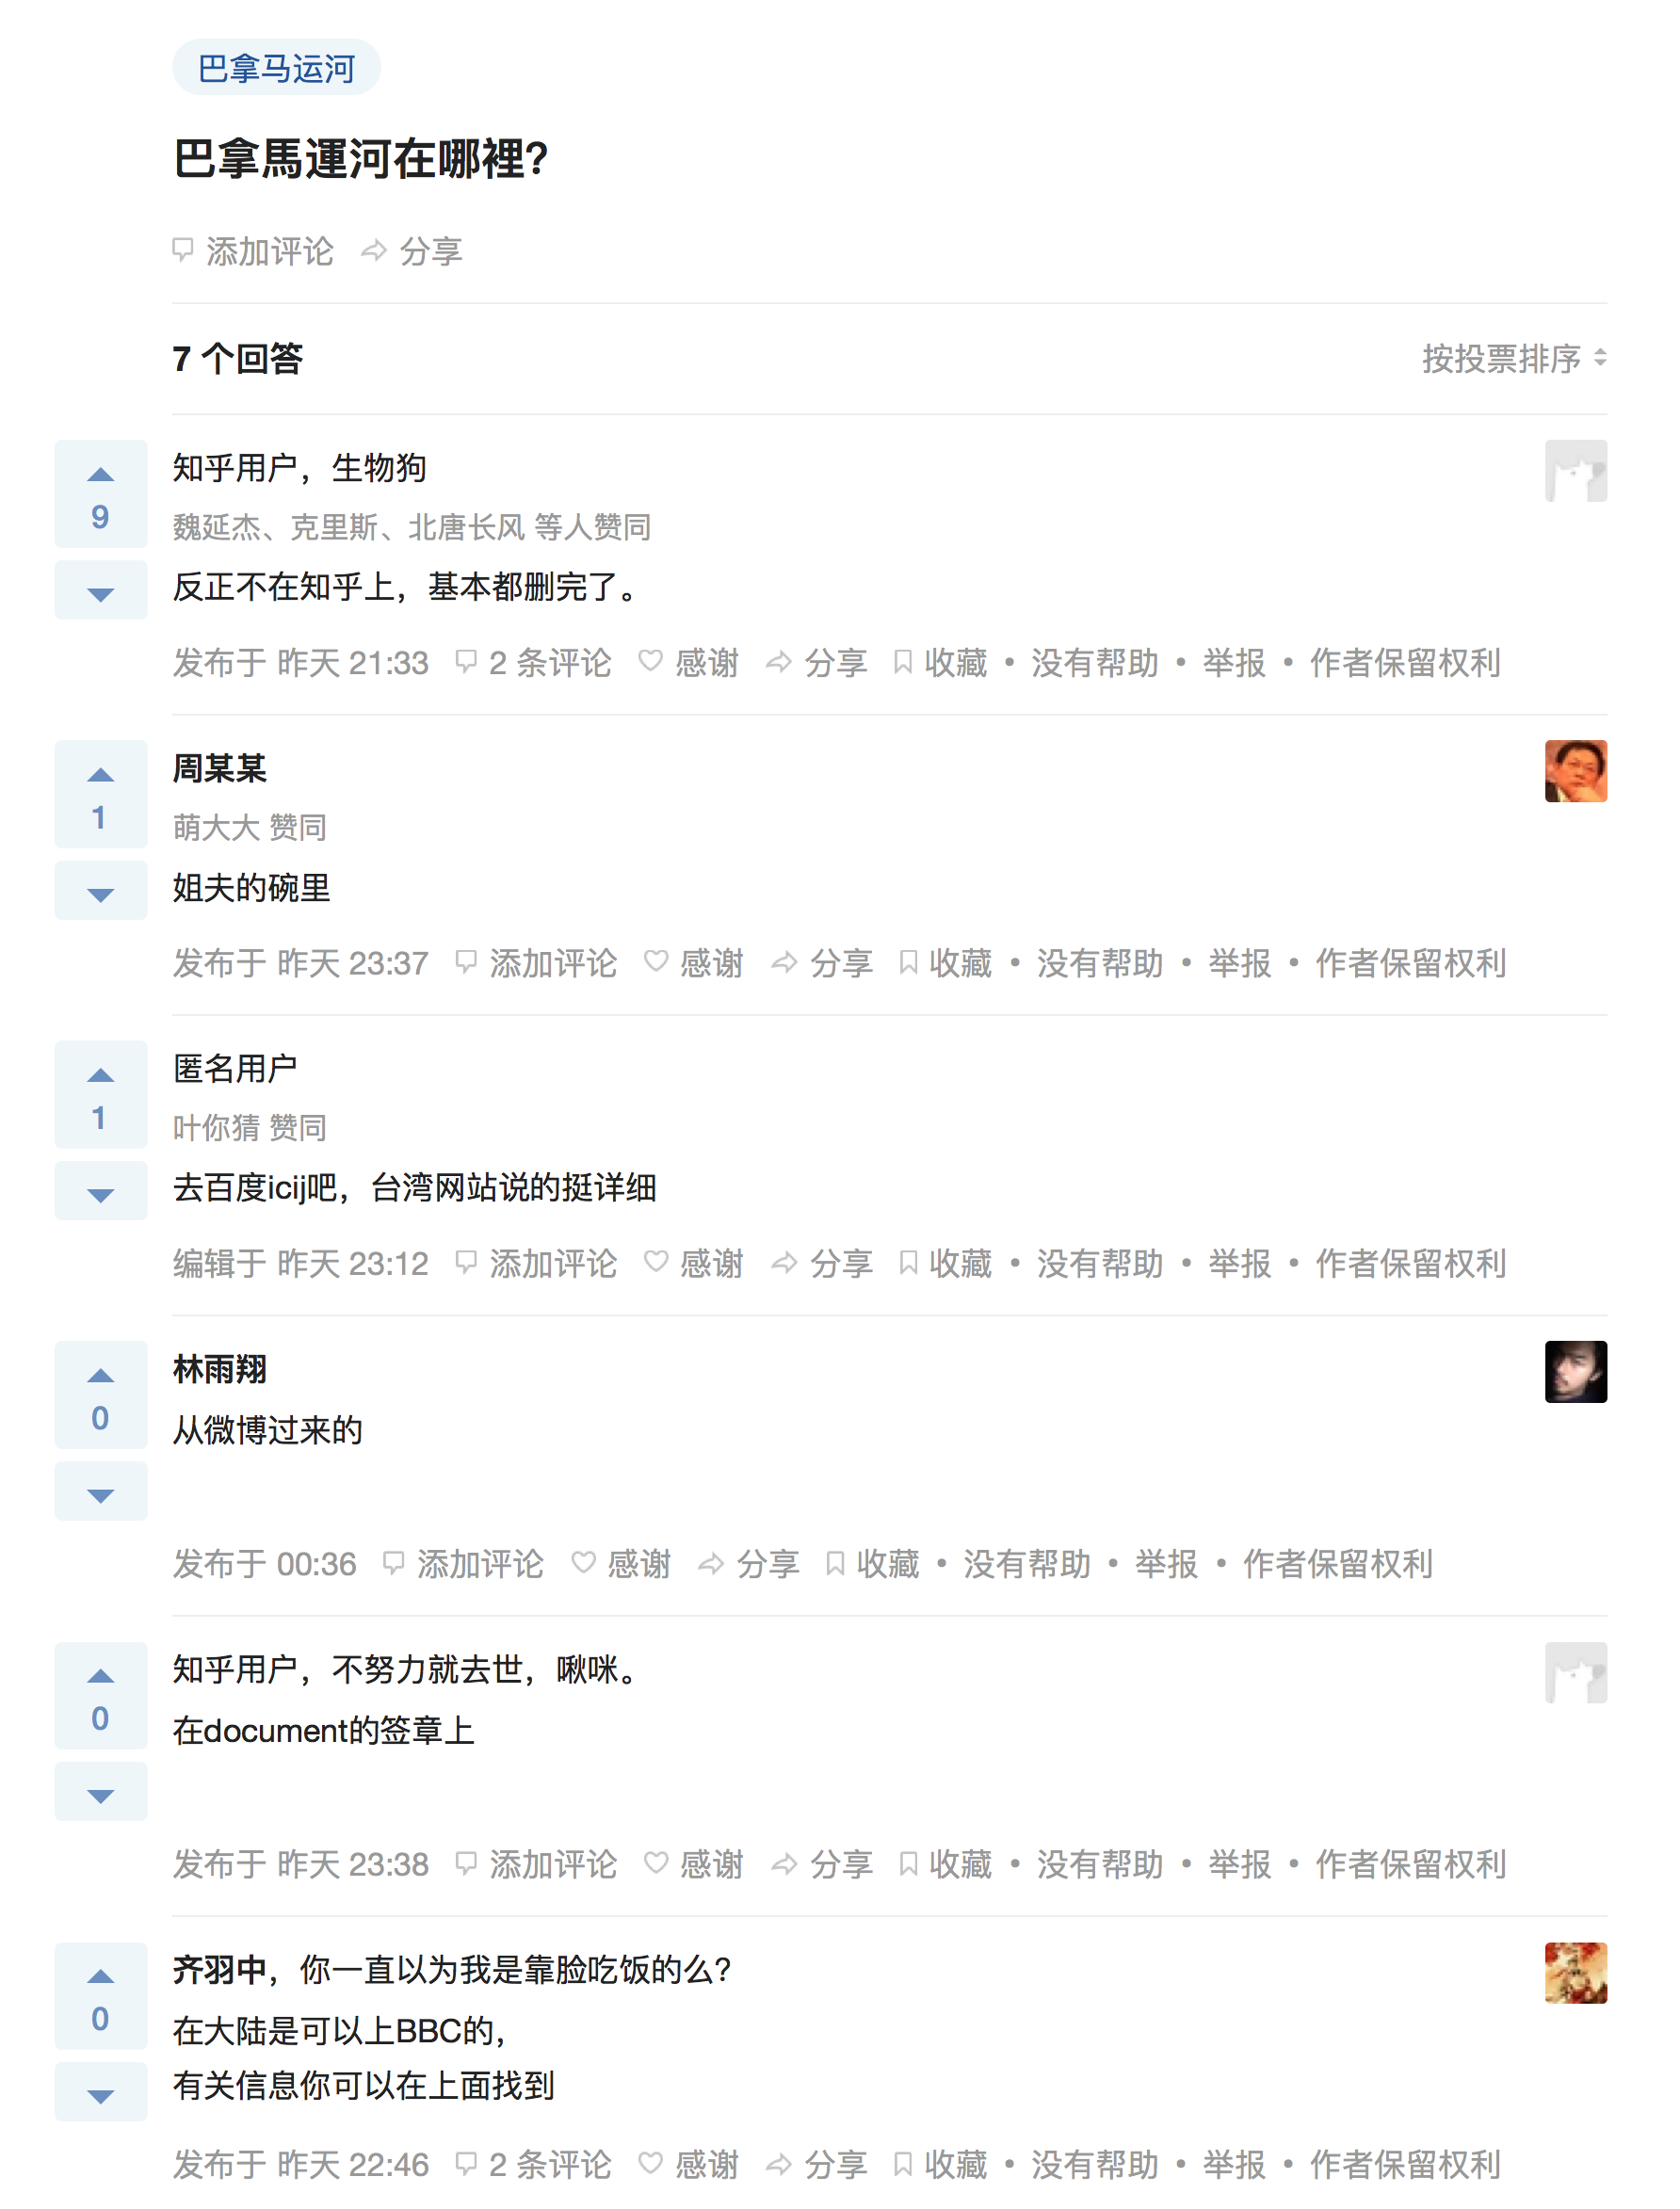 巴拿马运河
巴拿馬運河在哪裡?
添加评论 分享
7 个回答 按投票排序
知乎用户，生物狗
9
魏延杰、克里斯、北唐长风 等人赞同
反正不在知乎上，基本都删完了。
发布于 昨天 21:33 2 条评论 感谢 分享 收藏 • 没有帮助 • 举报 • 作者保留权利
周某某
1
萌大大 赞同
姐夫的碗里
发布于 昨天 23:37 添加评论 感谢 分享 收藏 • 没有帮助 • 举报 • 作者保留权利
匿名用户
1
叶你猜 赞同
去百度icij吧，台湾网站说的挺详细
编辑于 昨天 23:12 添加评论 感谢 分享 收藏 • 没有帮助 • 举报 • 作者保留权利
林雨翔
0
从微博过来的
发布于 00:36 添加评论 感谢 分享 收藏 • 没有帮助 • 举报 • 作者保留权利
知乎用户，不努力就去世，啾咪。
0
在document的签章上
发布于 昨天 23:38 添加评论 感谢 分享 收藏 • 没有帮助 • 举报 • 作者保留权利
齐羽中，你一直以为我是靠脸吃饭的么?
0
在大陆是可以上BBC的，
有关信息你可以在上面找到
发布于 昨天 22:46 2 条评论 感谢 分享 收藏 • 没有帮助 • 举报 • 作者保留权利